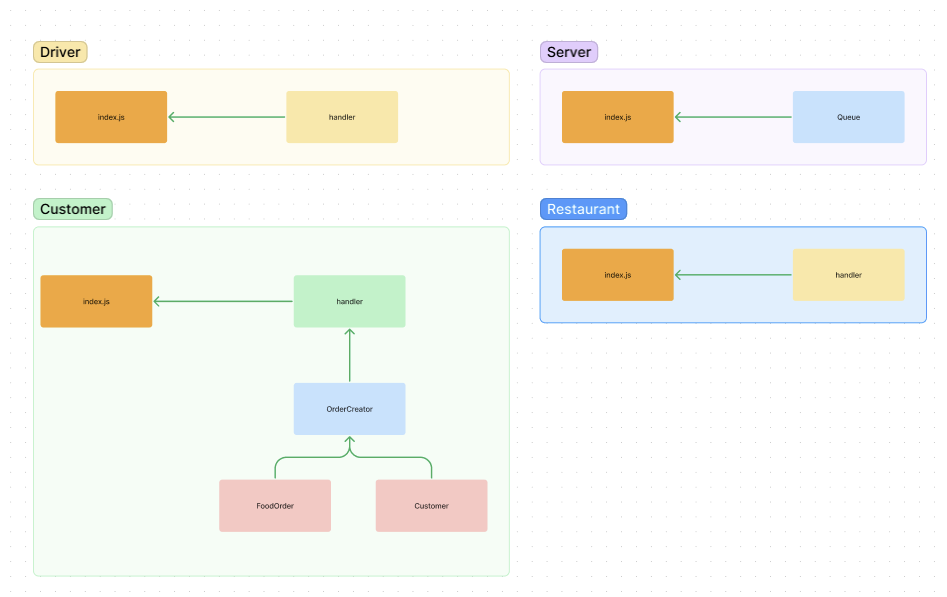 Driver
index.js
handler
Server
index.js
Queue
Customer
index.js
handler
OrderCreator
FoodOrder
Customer
Restaurant
index.js
handler